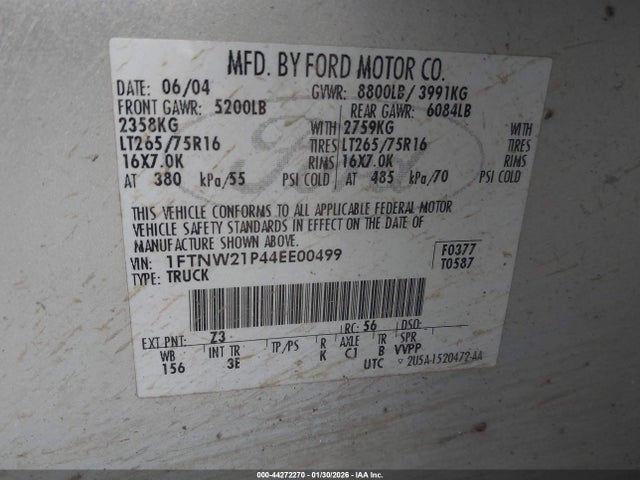 MFD. BY FORD MOTOR CO.
DATE: 06/04 GVWR: 8800LB/ 3991KG
FRONT GAWR: 5200LB REAR GAWR: 6084LB
2358KG WITH 2759KG WITH
LT265/75R16 TIRES LT265/75R16 TIRES
16X7.0K RIMS 16X7.0K RIMS
AT 380 kPa/55 PSI COLD AT 485 kPa/70 PSI COLD
THIS VEHICLE CONFORMS TO ALL APPLICABLE FEDERAL MOTOR
VEHICLE SAFETY STANDARDS IN EFFECT ON THE DATE OF
MANUFACTURE SHOWN ABOVE.
VIN: 1FTNW21P44EE00499 F0377
TYPE: TRUCK T0587
EXT PNT: Z3 RC: 56 DSO:
WB INT TR TP/PS R AXLE TR SPR
156 3E K C1 B VVPP
UTC 2U5A-1520472-AA
Ford
000-44272270 - 01/30/2026 - IAA Inc.